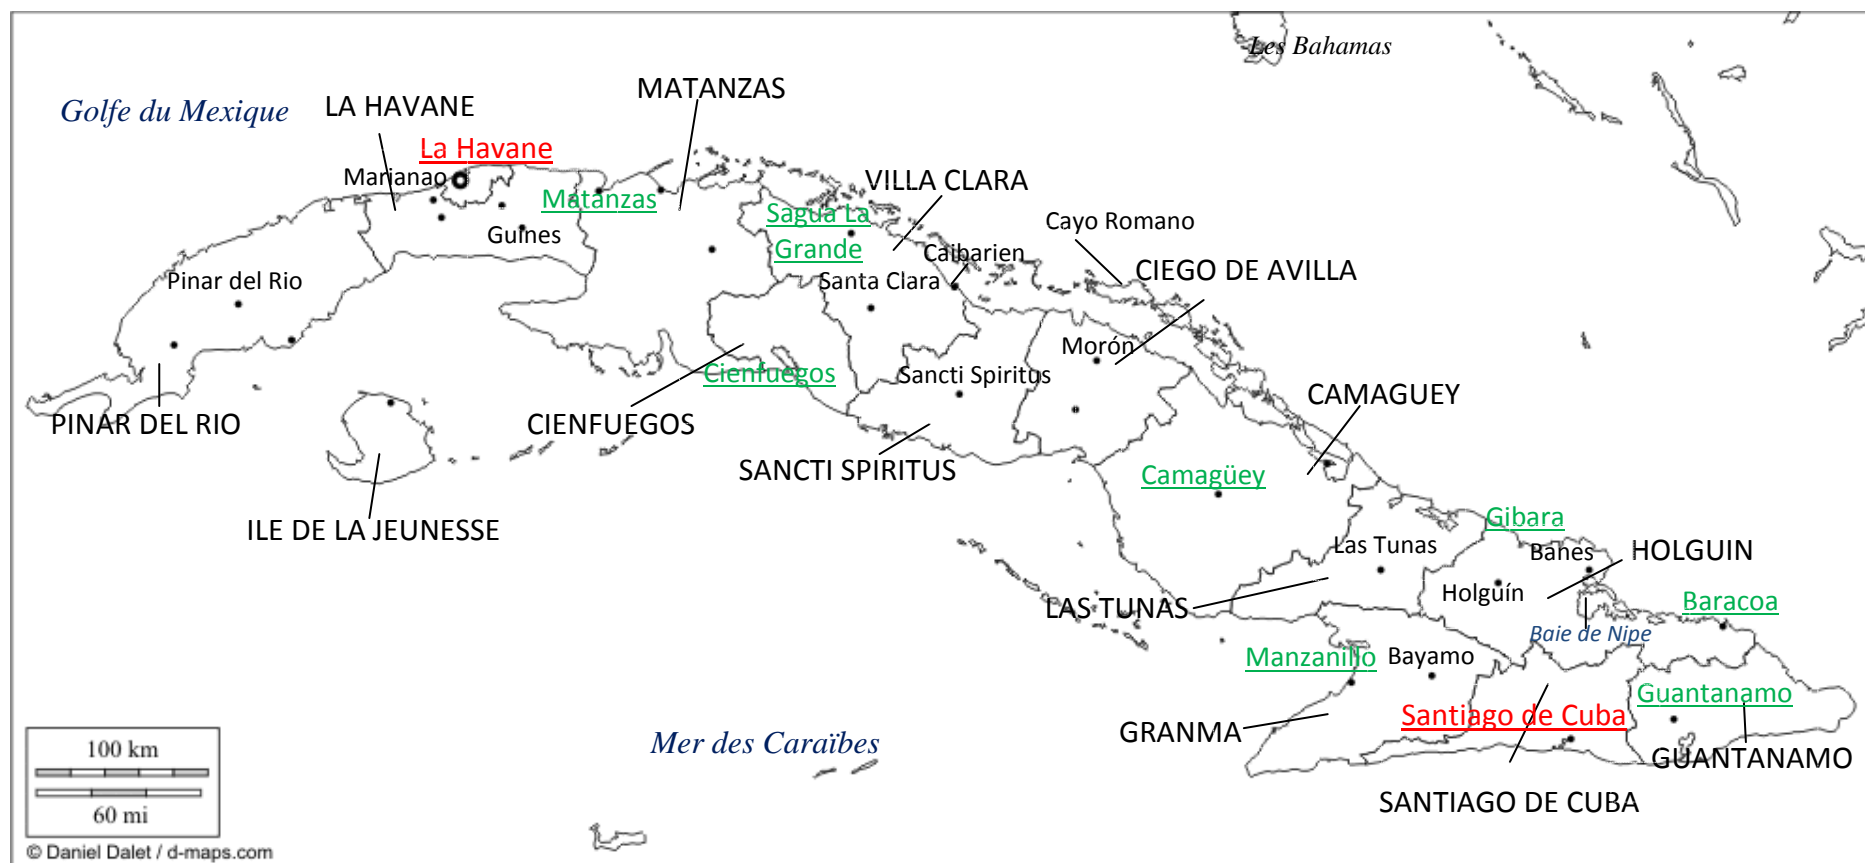 Les Bahamas
MATANZAS
LA HAVANE
Golfe du Mexique
La Havane
Marianao
VILLA CLARA
Matanzas
Sagua La
Grande
Cayo Romano
Guines
Caibarien
CIEGO DE AVILLA
Pinar del Rio
Santa Clara
Morón
Cienfuegos
Sancti Spiritus
CAMAGUEY
PINAR DEL RIO
CIENFUEGOS
SANCTI SPIRITUS
Camagüey
ILE DE LA JEUNESSE
Gibara
Las Tunas
Banes
HOLGUIN
Holgüín
LAS TUNAS
Baracoa
Baie de Nipe
Manzanillo
Bayamo
Guantanamo
Santiago de Cuba
GRANMA
Mer des Caraïbes
GUANTANAMO
SANTIAGO DE CUBA
100 km
60 mi
© Daniel Dalet / d-maps.com